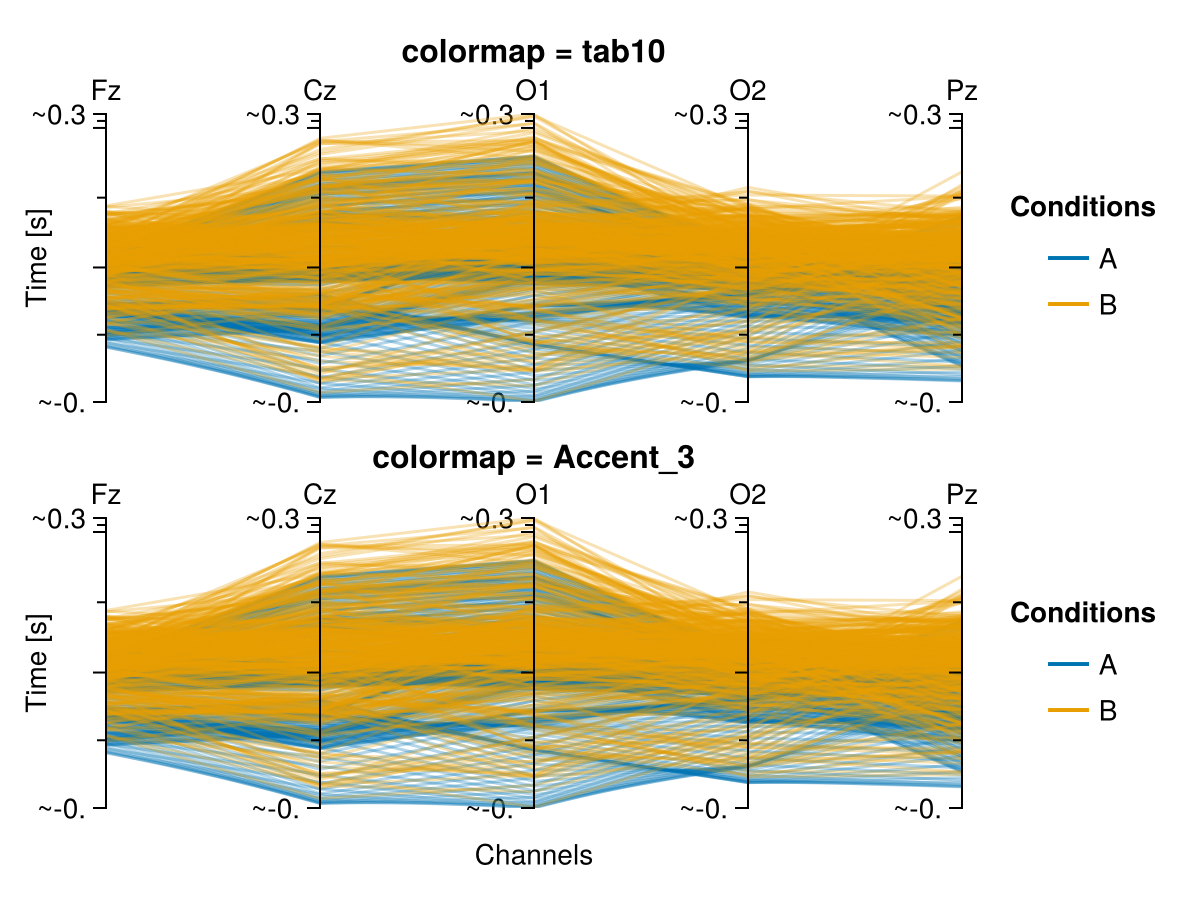 colormap = tab10
Fz Cz O1 O2 Pz
~0.3 ~0.3 ~0.3 ~0.3 ~0.3
Time [s]
~-0. ~-0. ~-0. ~-0. ~-0.
Conditions
A
B
colormap = Accent_3
Fz Cz O1 O2 Pz
~0.3 ~0.3 ~0.3 ~0.3 ~0.3
Time [s]
~-0. ~-0. ~-0. ~-0. ~-0.
Channels
Conditions
A
B